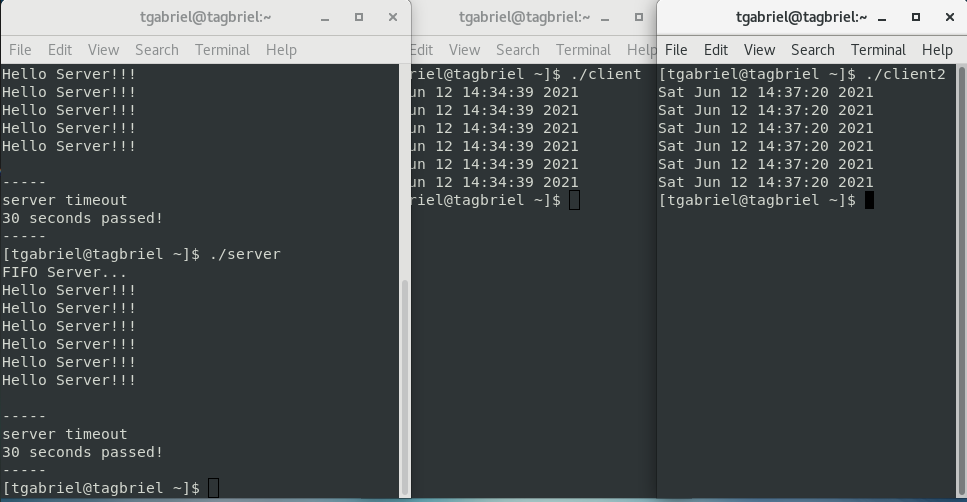 tgabriel@tagbriel:~
File Edit View Search Terminal Help
Hello Server!!!
Hello Server!!!
Hello Server!!!
Hello Server!!!
Hello Server!!!
-----
server timeout
30 seconds passed!
-----
[tgabriel@tagbriel ~]$ ./server
FIFO Server...
Hello Server!!!
Hello Server!!!
Hello Server!!!
Hello Server!!!
Hello Server!!!
Hello Server!!!
-----
server timeout
30 seconds passed!
-----
[tgabriel@tagbriel ~]$
tgabriel@tagbriel:~
Edit View Search Terminal Help
riel@tagbriel ~]$ ./client
un 12 14:34:39 2021
un 12 14:34:39 2021
un 12 14:34:39 2021
un 12 14:34:39 2021
un 12 14:34:39 2021
un 12 14:34:39 2021
riel@tagbriel ~]$
tgabriel@tagbriel:~
File Edit View Search Terminal Help
[tgabriel@tagbriel ~]$ ./client2
Sat Jun 12 14:37:20 2021
Sat Jun 12 14:37:20 2021
Sat Jun 12 14:37:20 2021
Sat Jun 12 14:37:20 2021
Sat Jun 12 14:37:20 2021
Sat Jun 12 14:37:20 2021
[tgabriel@tagbriel ~]$